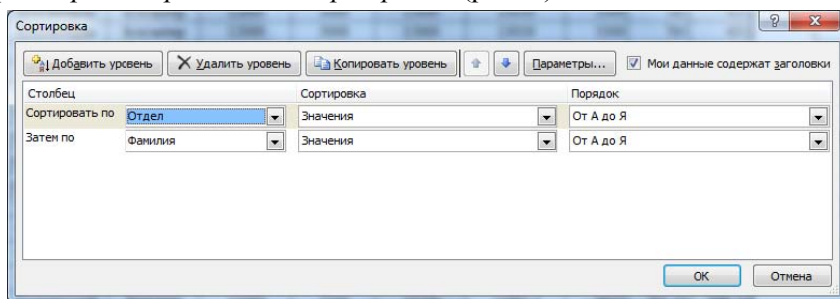 Сортировка
Добавить уровень Удалить уровень Копировать уровень Параметры... Мои данные содержат заголовки
Столбец Сортировка Порядок
Сортировать по Отдел Значения От А до Я
Затем по Фамилия Значения От А до Я
ОК Отмена